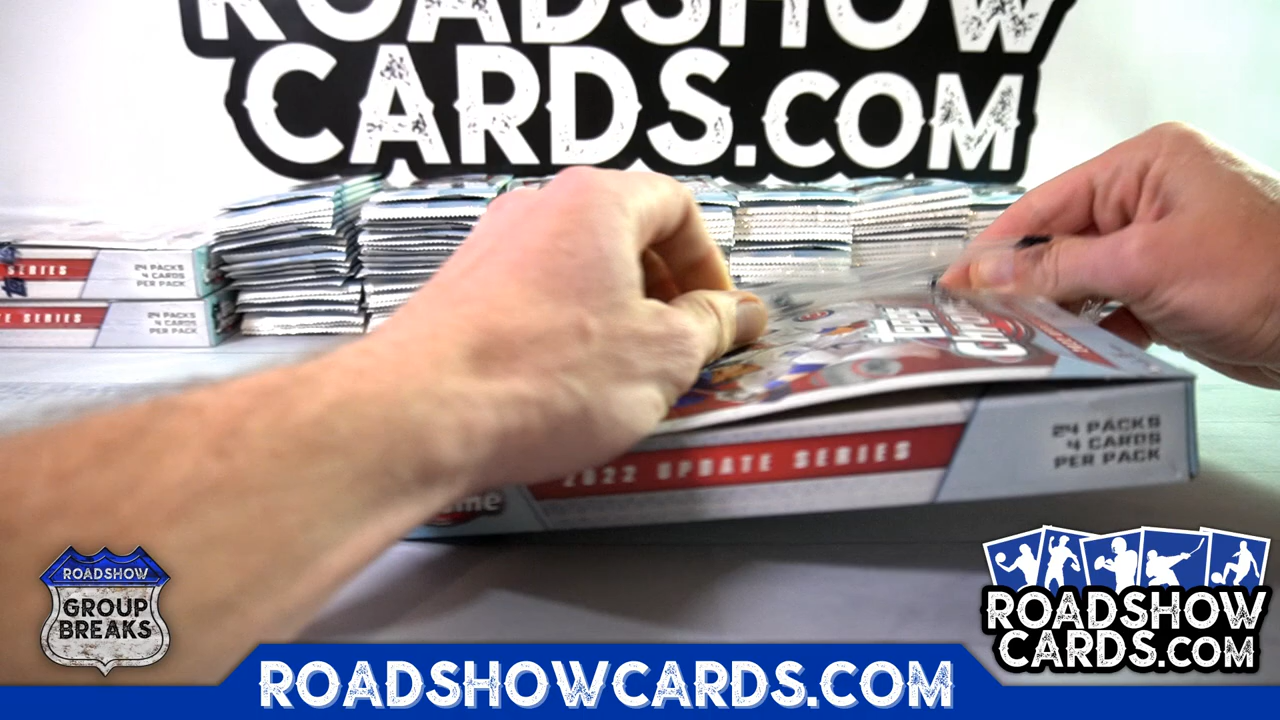 ROADSHOW
CARDS.COM
SERIES
24 PACKS
4 CARDS
PER PACK
SERIES
24 PACKS
4 CARDS
PER PACK
2022 UPDATE SERIES
24 PACKS
4 CARDS
PER PACK
ROADSHOW
GROUP
BREAKS
ROADSHOW
CARDS.COM
ROADSHOWCARDS.COM